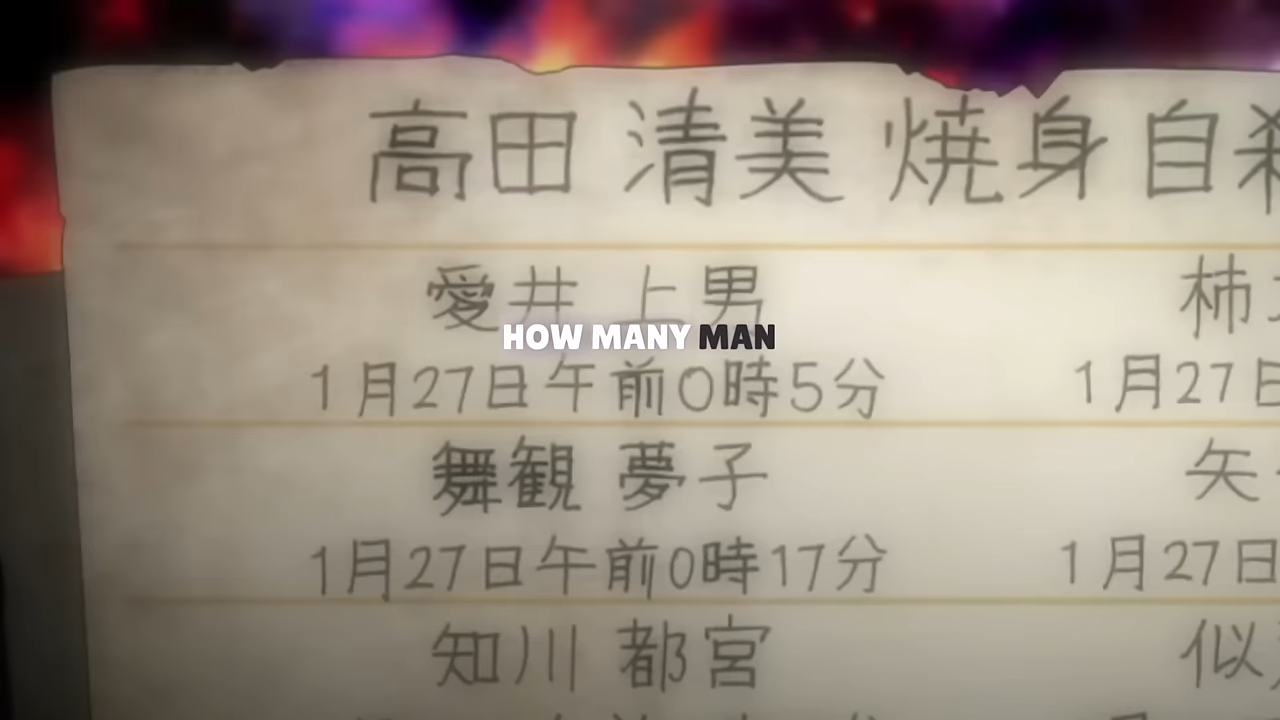 高田 清美 焼身自殺
愛井 上男
HOW MANY MAN
1月27日午前0時5分
1月27日
舞観 夢子
矢
1月27日午前0時17分
1月27日
知川 都宮
似